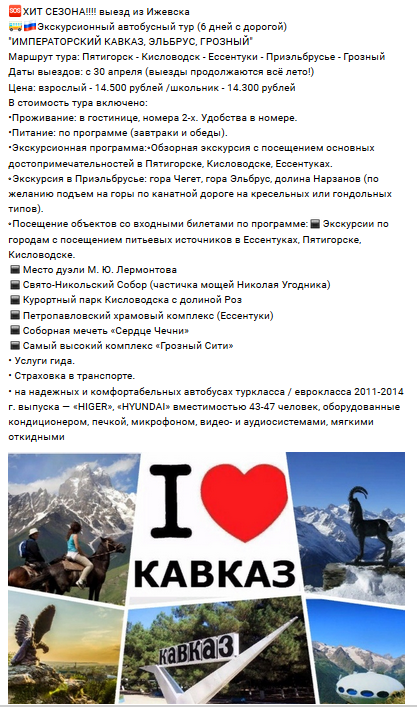 🆘ХИТ СЕЗОНА!!!! выезд из Ижевска
🚌🇷🇺Экскурсионный автобусный тур (6 дней с дорогой)
"ИМПЕРАТОРСКИЙ КАВКАЗ, ЭЛЬБРУС, ГРОЗНЫЙ"
Маршрут тура: Пятигорск - Кисловодск - Ессентуки - Приэльбрусье - Грозный
Даты выездов: с 30 апреля (выезды продолжаются всё лето!)
Цена: взрослый - 14.500 рублей /школьник - 14.300 рублей
В стоимость тура включено:
•Проживание: в гостинице, номера 2-х. Удобства в номере.
•Питание: по программе (завтраки и обеды).
•Экскурсионная программа:•Обзорная экскурсия с посещением основных
достопримечательностей в Пятигорске, Кисловодске, Ессентуках.
•Экскурсия в Приэльбрусье: гора Чегет, гора Эльбрус, долина Нарзанов (по
желанию подъем на горы по канатной дороге на кресельных или гондольных
типов).
•Посещение объектов со входными билетами по программе: Экскурсии по
городам с посещением питьевых источников в Ессентуках, Пятигорске,
Кисловодске.
Место дуэли М. Ю. Лермонтова
Свято-Никольский Собор (частичка мощей Николая Угодника)
Курортный парк Кисловодска с долиной Роз
Петропавловский храмовый комплекс (Ессентуки)
Соборная мечеть «Сердце Чечни»
Самый высокий комплекс «Грозный Сити»
• Услуги гида.
• Страховка в транспорте.
• на надежных и комфортабельных автобусах туркласса / еврокласса 2011-2014
г. выпуска — «HIGER», «HYUNDAI» вместимостью 43-47 человек, оборудованные
кондиционером, печкой, микрофоном, видео- и аудиосистемами, мягкими
откидными
I ❤
КАВКАЗ
кавказ